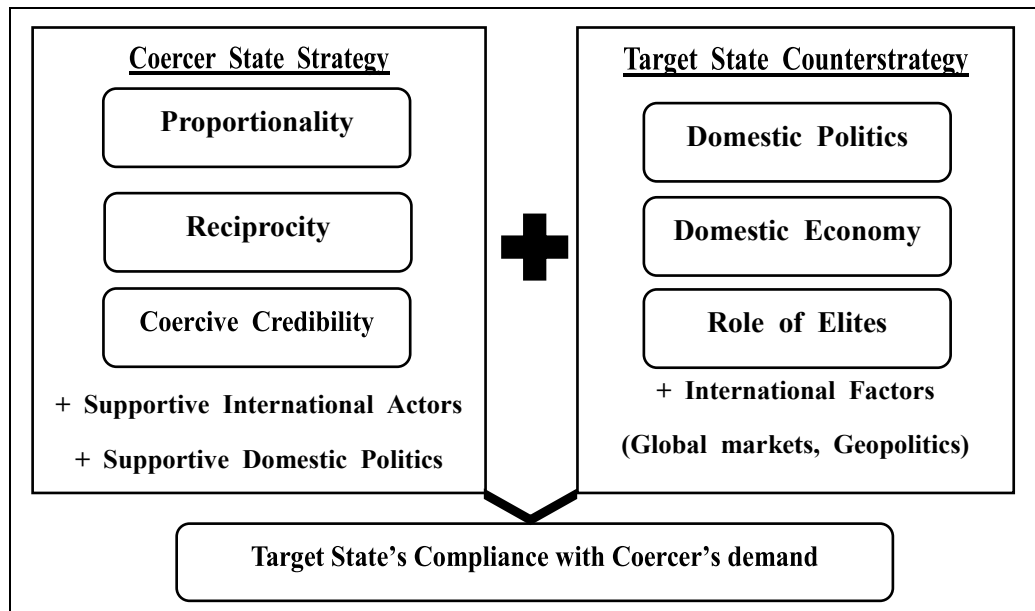 Coercer State Strategy
Proportionality
Reciprocity
Coercive Credibility
+ Supportive International Actors
+ Supportive Domestic Politics
Target State Counterstrategy
Domestic Politics
Domestic Economy
Role of Elites
+ International Factors
(Global markets, Geopolitics)
Target State’s Compliance with Coercer’s demand